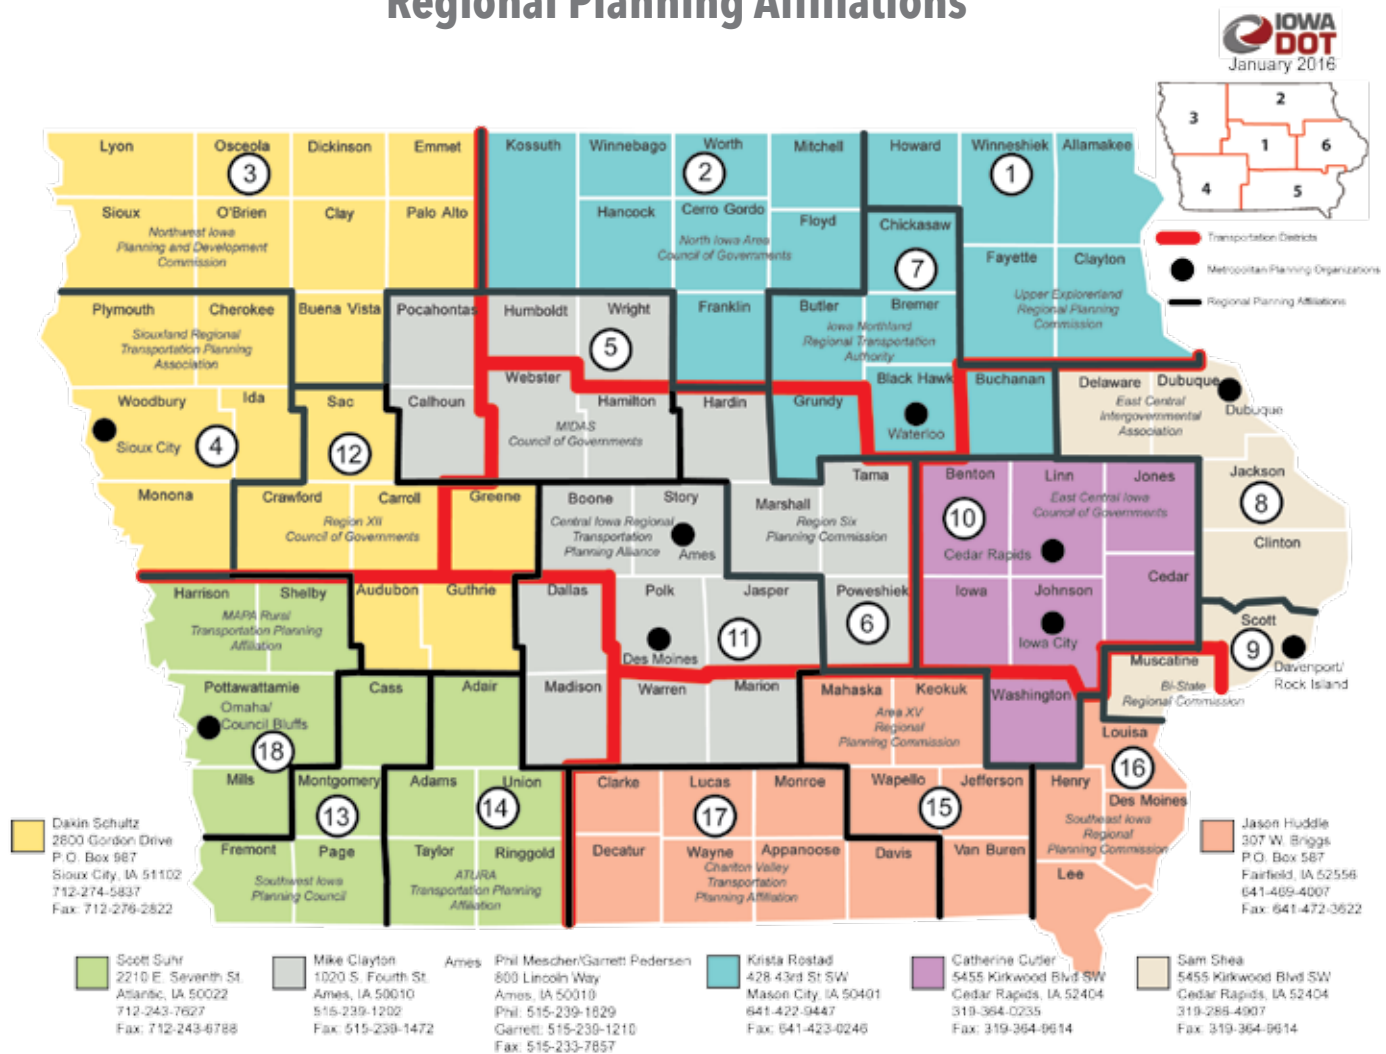 Regional Planning Affiliations
IOWA
DOT
January 2016
3
2
1
6
4
5
Transportation Districts
Metropolitan Planning Organizations
Regional Planning Affiliations
Lyon
Osceola
Dickinson
Emmet
Kossuth
Winnebago
Worth
Mitchell
Howard
Winneshiek
Allamakee
3
2
1
Sioux
O'Brien
Clay
Palo Alto
Hancock
Cerro Gordo
Floyd
Chickasaw
Northwest Iowa
Planning and Development
Commission
North Iowa Area
Council of Governments
7
Fayette
Clayton
Upper Explorerland
Regional Planning
Commission
Plymouth
Cherokee
Buena Vista
Pocahontas
Humboldt
Wright
Franklin
Butler
Bremer
Siouxland Regional
Transportation Planning
Association
5
Iowa Northland
Regional Transportation
Authority
Webster
Black Hawk
Buchanan
Delaware
Dubuque
Dubuque
Woodbury
Ida
Sac
Calhoun
Hamilton
Hardin
Grundy
Waterloo
East Central
Intergovernmental
Association
Sioux City
4
12
MIDAS
Council of Governments
Monona
Crawford
Carroll
Greene
Boone
Story
Marshall
Tama
Benton
Linn
Jones
Jackson
Region XII
Council of Governments
Central Iowa Regional
Transportation
Planning Alliance
Ames
Region Six
Planning Commission
10
East Central Iowa
Council of Governments
8
Cedar Rapids
Clinton
Harrison
Shelby
Audubon
Guthrie
Dallas
Polk
Jasper
Poweshiek
Iowa
Johnson
Cedar
MAPA Rural
Transportation Planning
Affiliation
Des Moines
11
6
Iowa City
Scott
9
Davenport/
Rock Island
Pottawattamie
Cass
Adair
Madison
Warren
Marion
Mahaska
Keokuk
Washington
Muscatine
Omaha/
Council Bluffs
18
Area XV
Regional
Planning Commission
Bi-State
Regional Commission
Louisa
Mills
Montgomery
Adams
Union
Clarke
Lucas
Monroe
Wapello
Jefferson
Henry
16
Des Moines
13
14
17
15
Southeast Iowa
Regional
Planning Commission
Fremont
Page
Taylor
Ringgold
Decatur
Wayne
Appanoose
Davis
Van Buren
Lee
Southwest Iowa
Planning Council
ATURA
Transportation Planning
Affiliation
Chariton Valley
Transportation
Planning Affiliation
Dakin Schultz
2800 Gordon Drive
P.O. Box 987
Sioux City, IA 51102
712-274-5837
Fax: 712-276-2822
Jason Huddle
307 W. Briggs
P.O. Box 587
Fairfield, IA 52556
641-469-4007
Fax: 641-472-3622
Scott Suhr
2210 E. Seventh St.
Atlantic, IA 50022
712-243-7627
Fax: 712-243-6788
Mike Clayton
1020 S. Fourth St.
Ames, IA 50010
515-239-1202
Fax: 515-239-1472
Ames
Phil Mescher/Garrett Pedersen
800 Lincoln Way
Ames, IA 50010
Phil: 515-239-1629
Garrett: 515-239-1210
Fax: 515-233-7857
Krista Rostad
428 43rd St SW
Mason City, IA 50401
641-422-9447
Fax: 641-423-0246
Catherine Cutler
5455 Kirkwood Blvd SW
Cedar Rapids, IA 52404
319-364-0235
Fax: 319-364-9614
Sam Shea
5455 Kirkwood Blvd SW
Cedar Rapids, IA 52404
319-286-4907
Fax: 319-364-9614